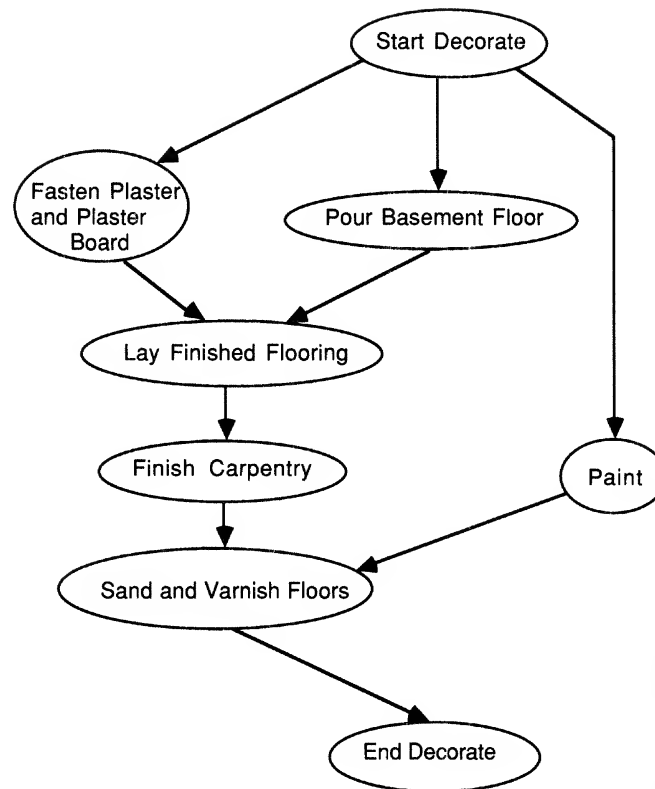 Start Decorate
Fasten Plaster
and Plaster
Board
Pour Basement Floor
Lay Finished Flooring
Finish Carpentry
Paint
Sand and Varnish Floors
End Decorate